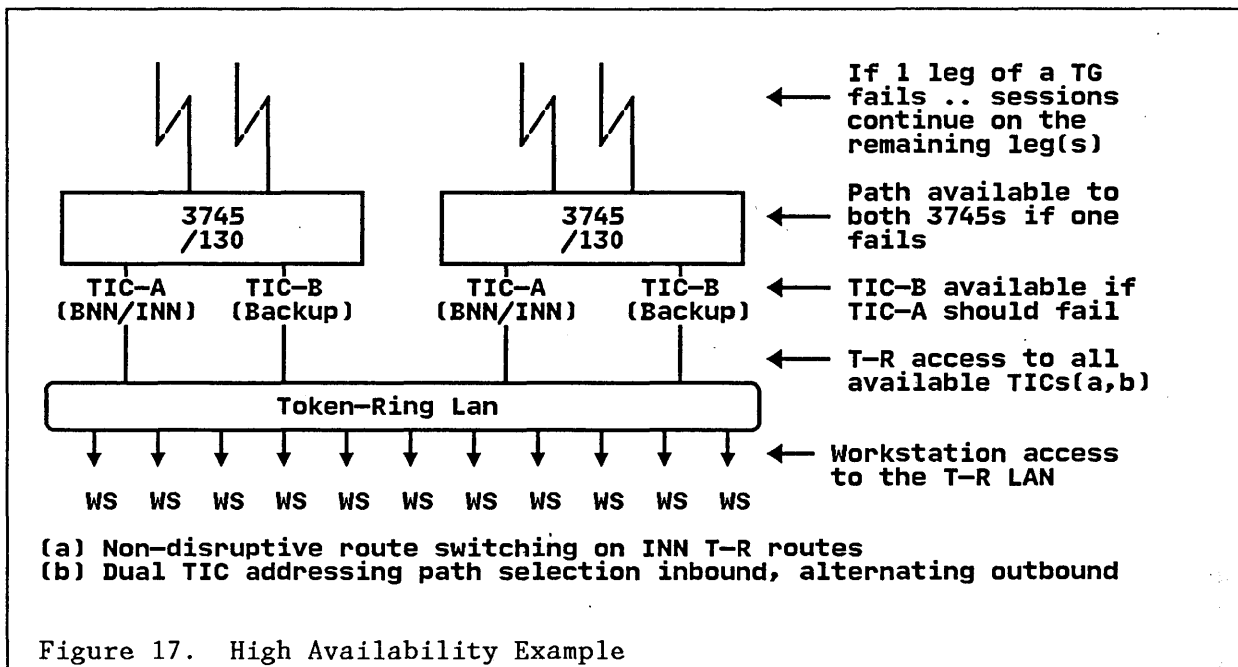 If 1 leg of a TG
fails .. sessions
continue on the
remaining leg(s)
3745
/130
3745
/130
Path available to
both 3745s if one
fails
TIC-A
(BNN/INN)
TIC-B
(Backup)
TIC-A
(BNN/INN)
TIC-B
(Backup)
TIC-B available if
TIC-A should fail
T-R access to all
available TICs(a,b)
Token-Ring Lan
Workstation access
to the T-R LAN
WS WS WS WS WS WS WS WS WS WS WS
(a) Non-disruptive route switching on INN T-R routes
(b) Dual TIC addressing path selection inbound, alternating outbound
Figure 17. High Availability Example